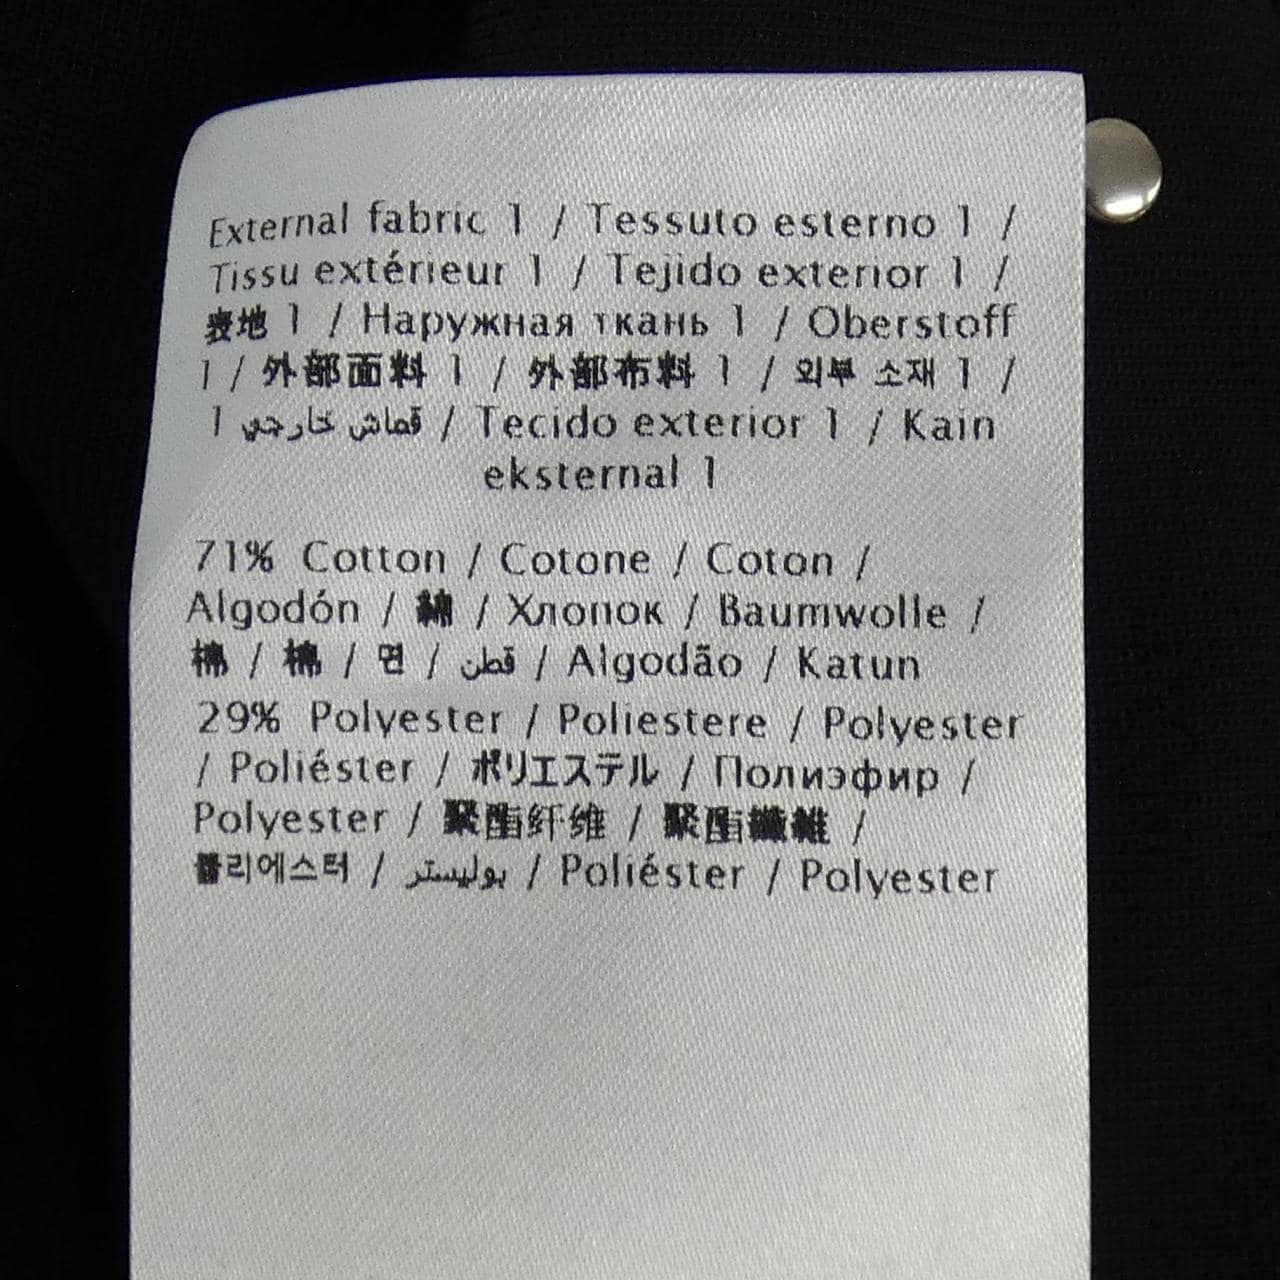 External fabric 1 / Tessuto esterno 1 /
Tissu extérieur 1 / Tejido exterior 1 /
表地 1 / Наружная ткань 1 / Oberstoff
1 / 外部面料 1 / 外部布料 1 / 외부 소재 1 /
قماش خارجي 1 / Tecido exterior 1 / Kain
eksternal 1
71% Cotton / Cotone / Coton /
Algodón / 綿 / Хлопок / Baumwolle /
棉 / 棉 / 면 / قطن / Algodão / Katun
29% Polyester / Poliestere / Polyester
/ Poliéster / ポリエステル / Полиэфир /
Polyester / 聚酯纤维 / 聚酯纖維 /
폴리에스터 / بوليستر / Poliéster / Polyester